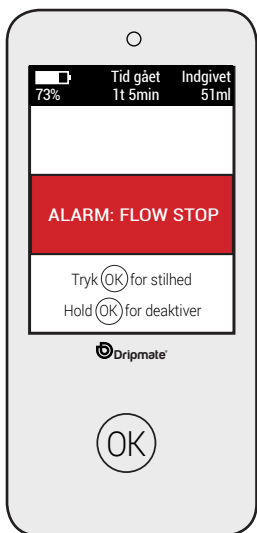 Tid gået Indgivet
73% 1t 5min 51ml
ALARM: FLOW STOP
Tryk OK for stilhed
Hold OK for deaktiver
Dripmate
OK